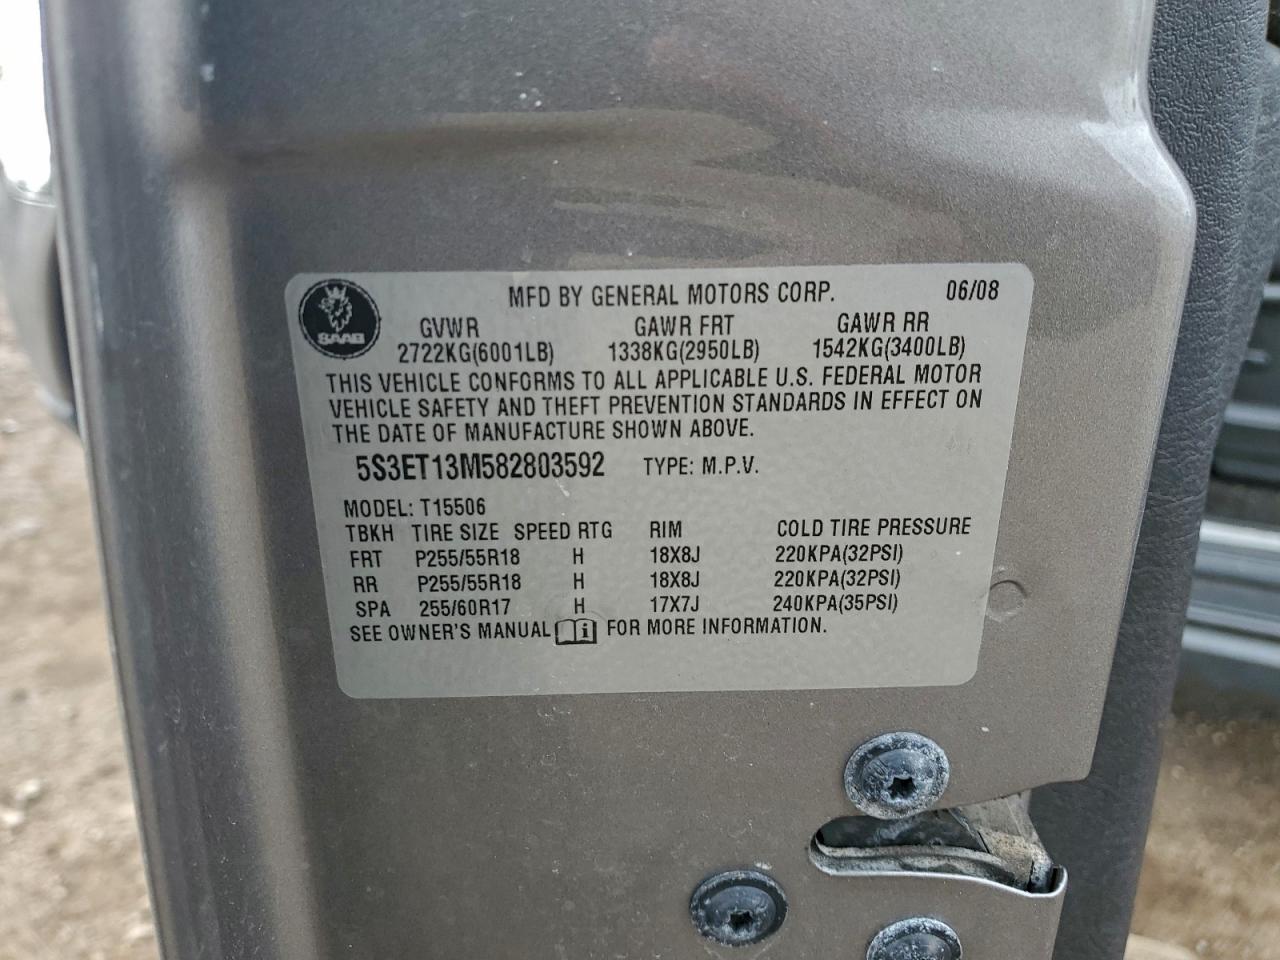 SAAB
MFD BY GENERAL MOTORS CORP. 06/08
GVWR GAWR FRT GAWR RR
2722KG(6001LB) 1338KG(2950LB) 1542KG(3400LB)
THIS VEHICLE CONFORMS TO ALL APPLICABLE U.S. FEDERAL MOTOR
VEHICLE SAFETY AND THEFT PREVENTION STANDARDS IN EFFECT ON
THE DATE OF MANUFACTURE SHOWN ABOVE.
5S3ET13M582803592 TYPE: M.P.V.
MODEL: T15506
TBKH TIRE SIZE SPEED RTG RIM COLD TIRE PRESSURE
FRT P255/55R18 H 18X8J 220KPA(32PSI)
RR P255/55R18 H 18X8J 220KPA(32PSI)
SPA 255/60R17 H 17X7J 240KPA(35PSI)
SEE OWNER'S MANUAL FOR MORE INFORMATION.